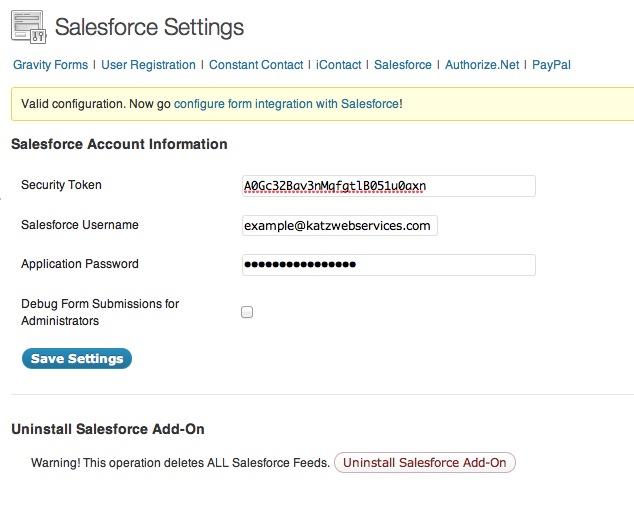 Salesforce Settings
Gravity Forms | User Registration | Constant Contact | iContact | Salesforce | Authorize.Net | PayPal
Valid configuration. Now go configure form integration with Salesforce!
Salesforce Account Information
Security Token A0Gc32Bav3nMqfgtlB051u0axn
Salesforce Username example@katzwebservices.com
Application Password ••••••••••••••••
Debug Form Submissions for
Administrators
Save Settings
Uninstall Salesforce Add-On
Warning! This operation deletes ALL Salesforce Feeds. Uninstall Salesforce Add-On